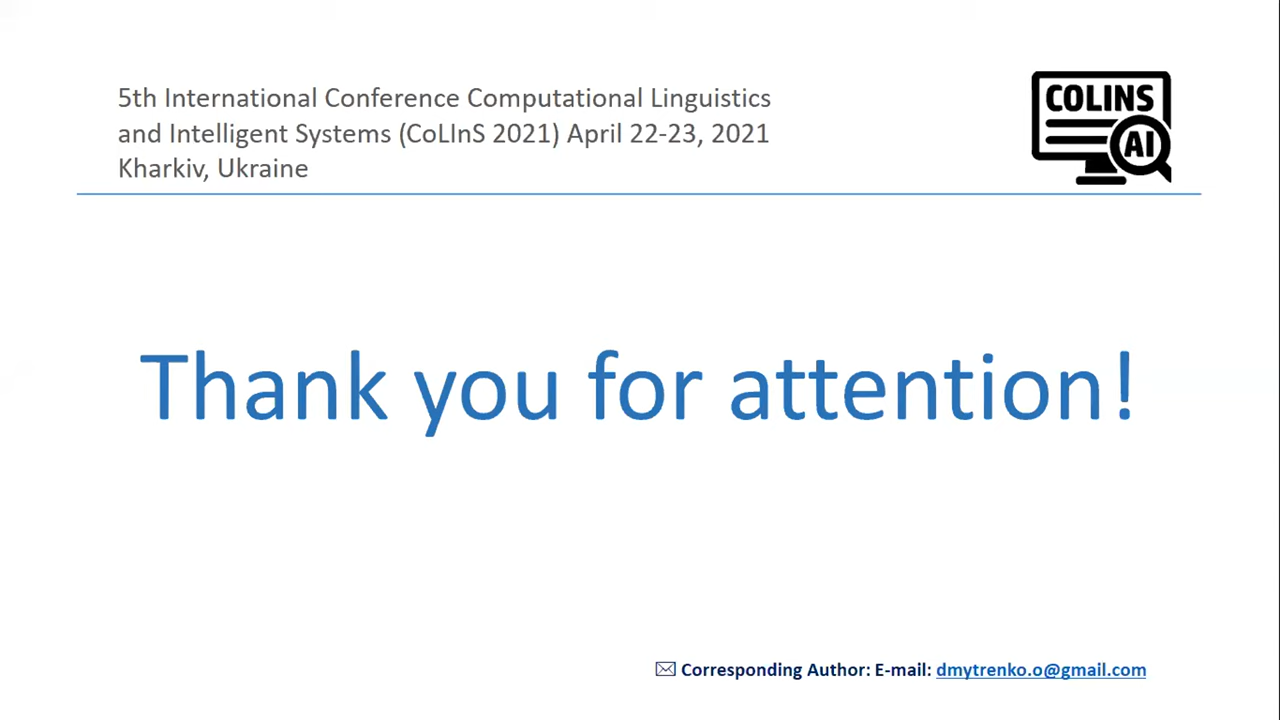 5th International Conference Computational Linguistics
and Intelligent Systems (CoLInS 2021) April 22-23, 2021
Kharkiv, Ukraine
COLINS
AI
Thank you for attention!
✉ Corresponding Author: E-mail: dmytrenko.o@gmail.com